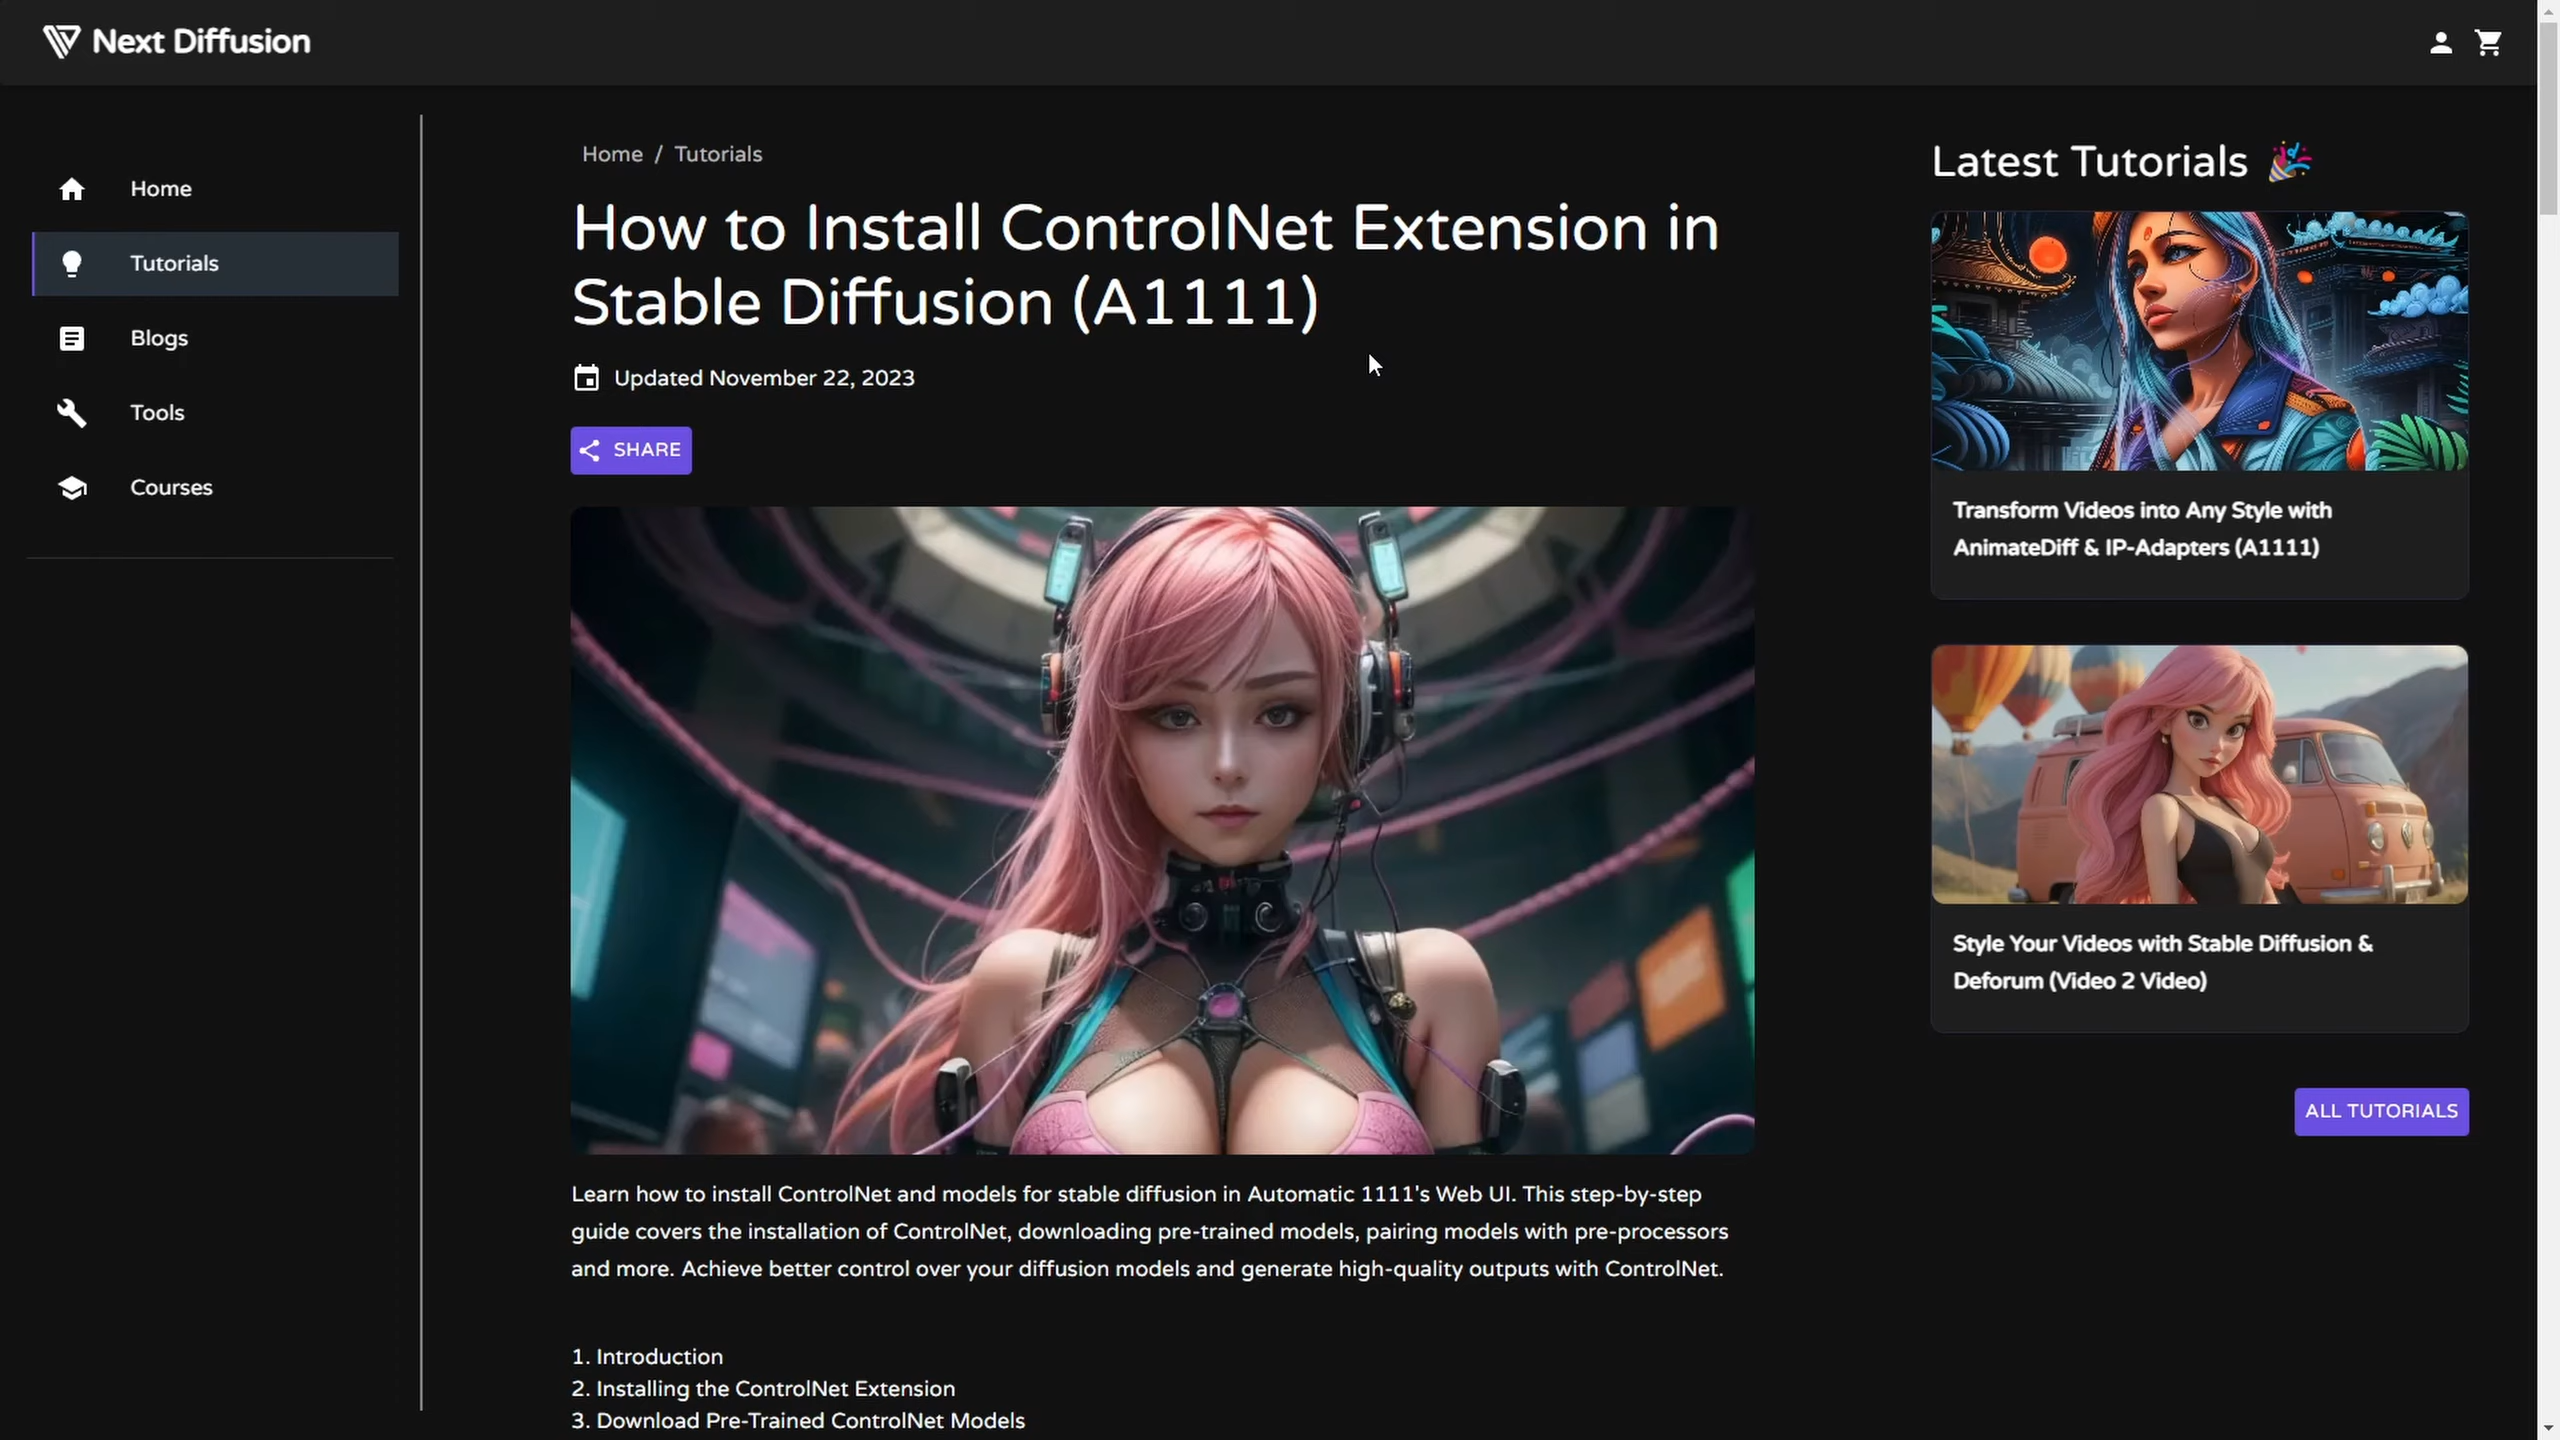 Next Diffusion
Home
Tutorials
Blogs
Tools
Courses
Home / Tutorials
How to Install ControlNet Extension in
Stable Diffusion (A1111)
Updated November 22, 2023
SHARE
Learn how to install ControlNet and models for stable diffusion in Automatic 1111's Web UI. This step-by-step
guide covers the installation of ControlNet, downloading pre-trained models, pairing models with pre-processors
and more. Achieve better control over your diffusion models and generate high-quality outputs with ControlNet.
1. Introduction
2. Installing the ControlNet Extension
3. Download Pre-Trained ControlNet Models
Latest Tutorials 🎉
Transform Videos into Any Style with
AnimateDiff & IP-Adapters (A1111)
Style Your Videos with Stable Diffusion &
Deforum (Video 2 Video)
ALL TUTORIALS